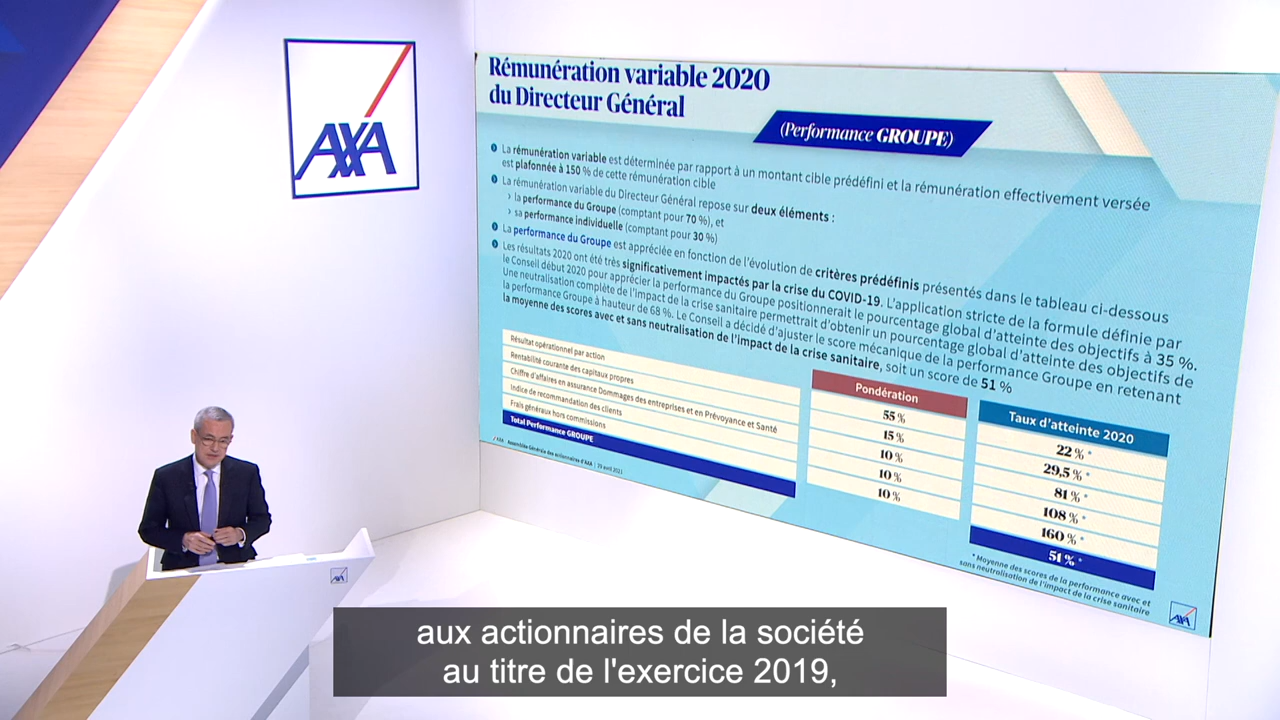 AXA
Rémunération variable 2020
du Directeur Général
(Performance GROUPE)
La rémunération variable est déterminée par rapport à un montant cible prédéfini et la rémunération effectivement versée
est plafonnée à 150 % de cette rémunération cible
La rémunération variable du Directeur Général repose sur deux éléments :
› la performance du Groupe (comptant pour 70 %), et
› sa performance individuelle (comptant pour 30 %)
La performance du Groupe est appréciée en fonction de l'évolution de critères prédéfinis présentés dans le tableau ci-dessous
Les résultats 2020 ont été très significativement impactés par la crise du COVID-19. L'application stricte de la formule définie par
le Conseil début 2020 pour apprécier la performance du Groupe positionnerait le pourcentage global d'atteinte des objectifs à 35 %.
Une neutralisation complète de l'impact de la crise sanitaire permettrait d'obtenir un pourcentage global d'atteinte des objectifs de
la performance Groupe à hauteur de 68 %. Le Conseil a décidé d'ajuster le score mécanique de la performance Groupe en retenant
la moyenne des scores avec et sans neutralisation de l'impact de la crise sanitaire, soit un score de 51 %
Pondération
Taux d'atteinte 2020
Résultat opérationnel par action 55 % 22 % *
Rentabilité courante des capitaux propres 15 % 29,5 % *
Chiffre d'affaires en assurance Dommages des entreprises et en Prévoyance et Santé 10 % 81 % *
Indice de recommandation des clients 10 % 108 % *
Frais généraux hors commissions 10 % 160 % *
Total Performance GROUPE 51 % *
Assemblée Générale des actionnaires d'AXA | 29 avril 2021
* Moyenne des scores de la performance avec et
sans neutralisation de l'impact de la crise sanitaire
AXA
AXA
aux actionnaires de la société
au titre de l'exercice 2019,